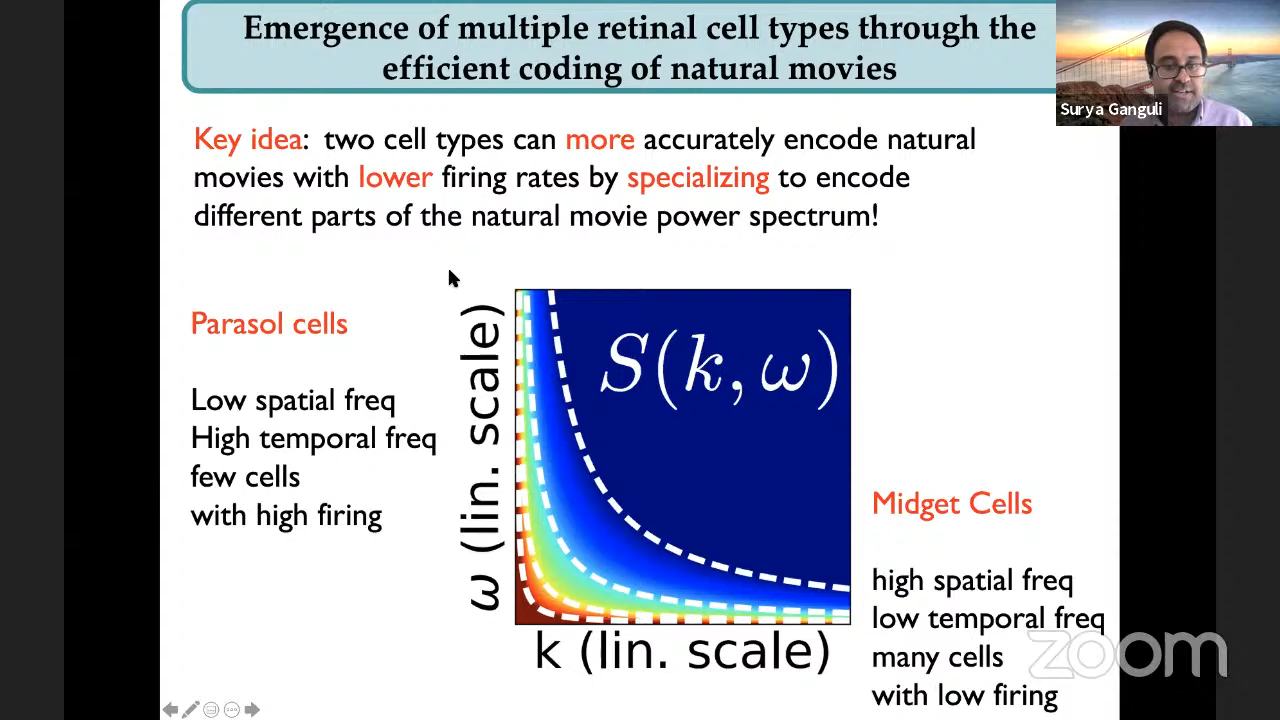 Emergence of multiple retinal cell types through the
efficient coding of natural movies
Surya Ganguli
Key idea: two cell types can more accurately encode natural
movies with lower firing rates by specializing to encode
different parts of the natural movie power spectrum!
Parasol cells
Low spatial freq
High temporal freq
few cells
with high firing
ω (lin. scale)
S(k, ω)
k (lin. scale)
Midget Cells
high spatial freq
low temporal freq
many cells
with low firing
zoom